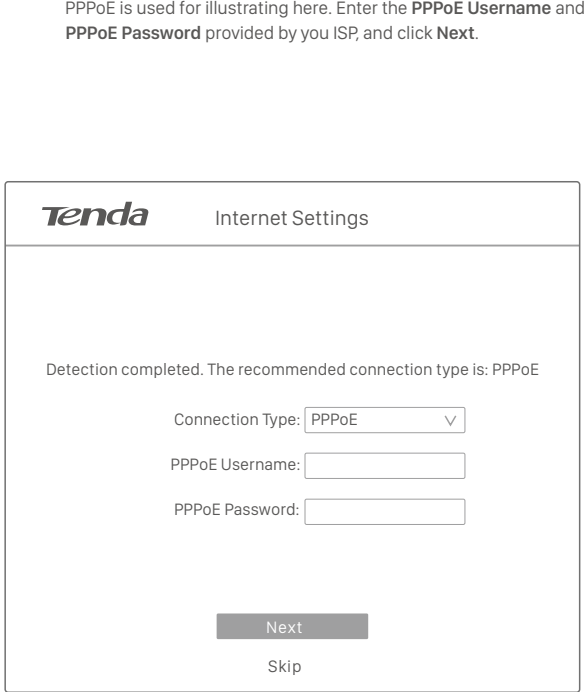 PPPoE is used for illustrating here. Enter the PPPoE Username and
PPPoE Password provided by you ISP, and click Next.
Tenda
Internet Settings
Detection completed. The recommended connection type is: PPPoE
Connection Type: PPPoE
PPPoE Username:
PPPoE Password:
Next
Skip